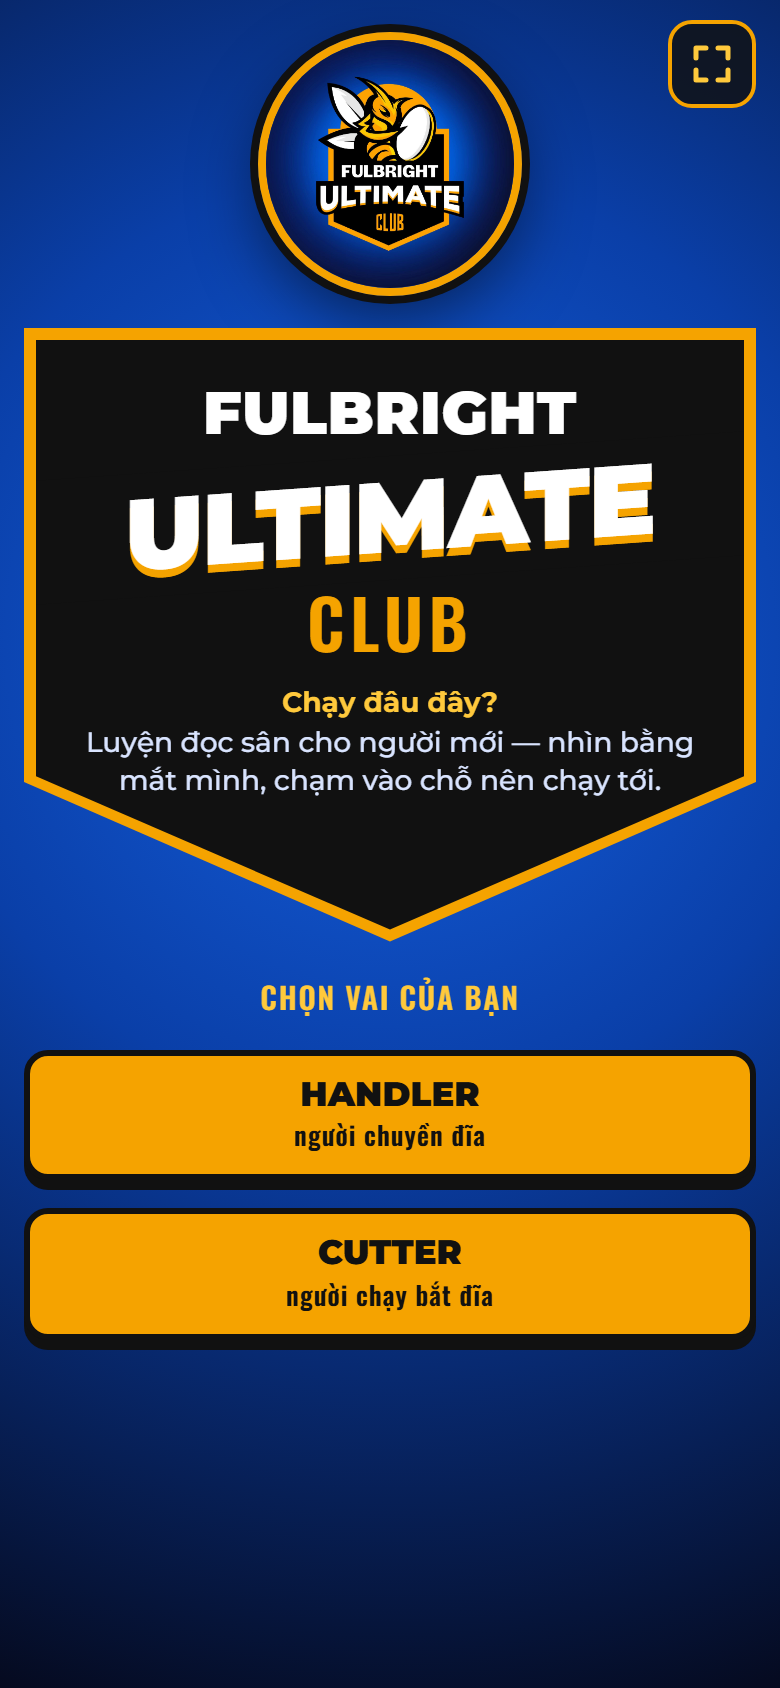 FULBRIGHT
ULTIMATE
CLUB
FULBRIGHT
ULTIMATE
CLUB
Chạy đâu đây?
Luyện đọc sân cho người mới — nhìn bằng
mắt mình, chạm vào chỗ nên chạy tới.
CHỌN VAI CỦA BẠN
HANDLER
người chuyền đĩa
CUTTER
người chạy bắt đĩa